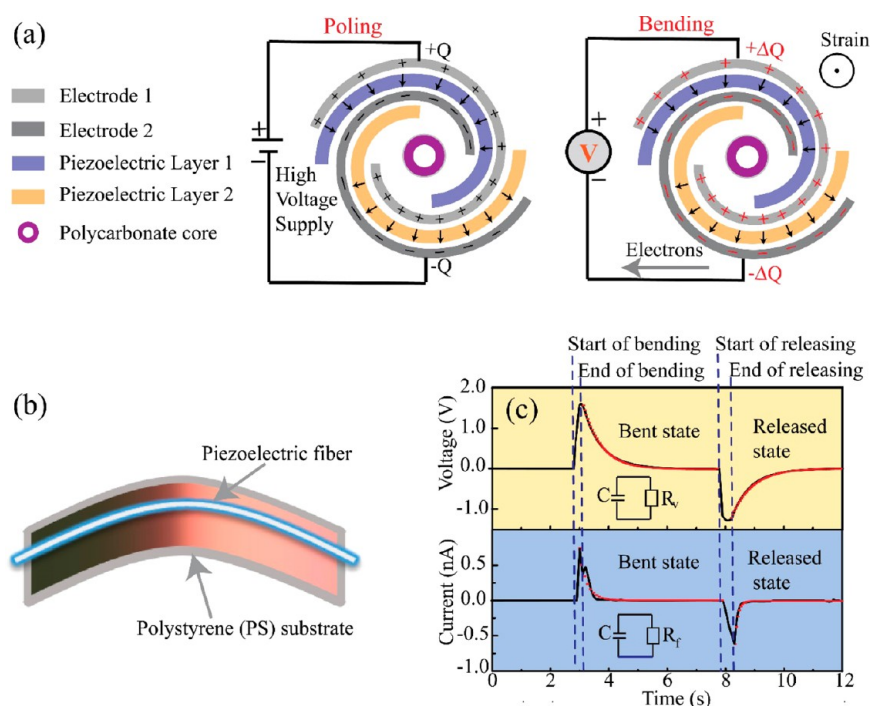 (a)
Poling
Bending
+Q
+ΔQ
Strain
Electrode 1
Electrode 2
Piezoelectric Layer 1
Piezoelectric Layer 2
Polycarbonate core
+
−
High
Voltage
Supply
-Q
+
V
−
Electrons
-ΔQ
(b)
Piezoelectric fiber
Polystyrene (PS) substrate
Start of bending
End of bending
Start of releasing
End of releasing
(c)
Voltage (V)
2.0
1.0
0.0
-1.0
Bent state
Released
state
C
Rᵥ
Current (nA)
0.5
0.0
-0.5
-1.0
Bent state
Released
state
C
R_f
0
4
8
10
12
Time (s)